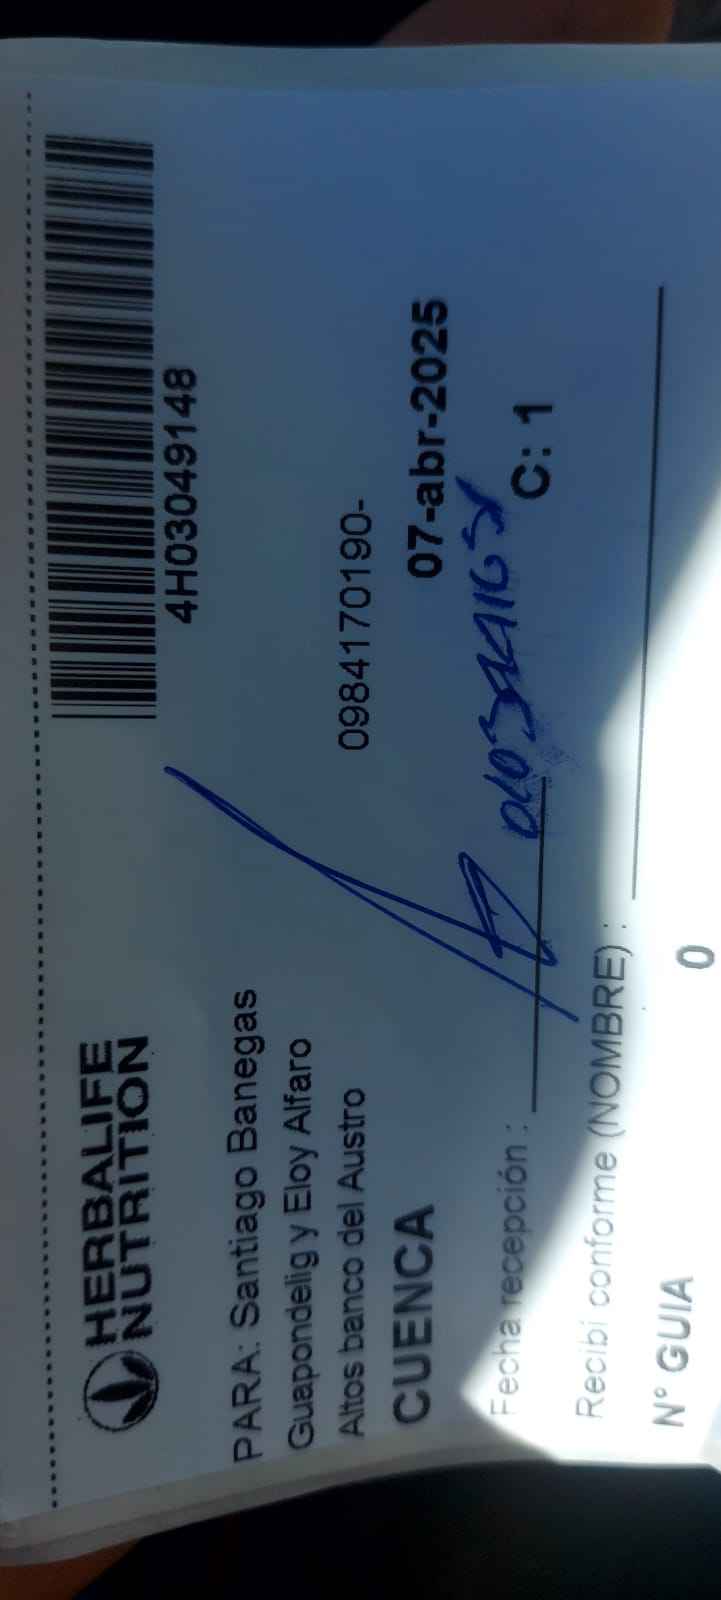 HERBALIFE
NUTRITION
4H03049148
PARA: Santiago Banegas
Guapondelig y Eloy Alfaro
Altos banco del Austro
0984170190-
CUENCA
07-abr-2025
Fecha recepción :
C: 1
Recibi conforme (NOMBRE) :
N° GUIA
0